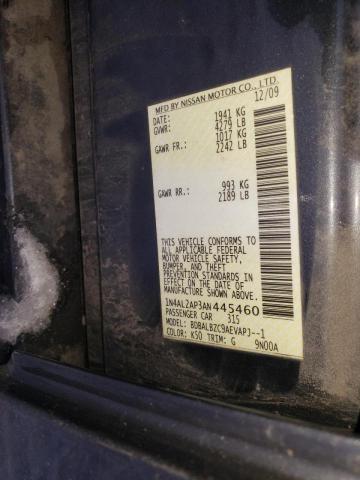 MFD BY NISSAN MOTOR CO., LTD.
DATE: 12/09
GVWR: 1941 KG
4279 LB
GAWR FR.: 1017 KG
2242 LB
GAWR RR.: 993 KG
2189 LB
THIS VEHICLE CONFORMS TO
ALL APPLICABLE FEDERAL
MOTOR VEHICLE SAFETY,
BUMPER, AND THEFT
PREVENTION STANDARDS IN
EFFECT ON THE DATE OF
MANUFACTURE SHOWN ABOVE.
1N4AL2AP3AN445460
PASSENGER CAR 315
MODEL: BDBALBZC9AEVAPJ--1
COLOR: K50 TRIM: G 9N00A